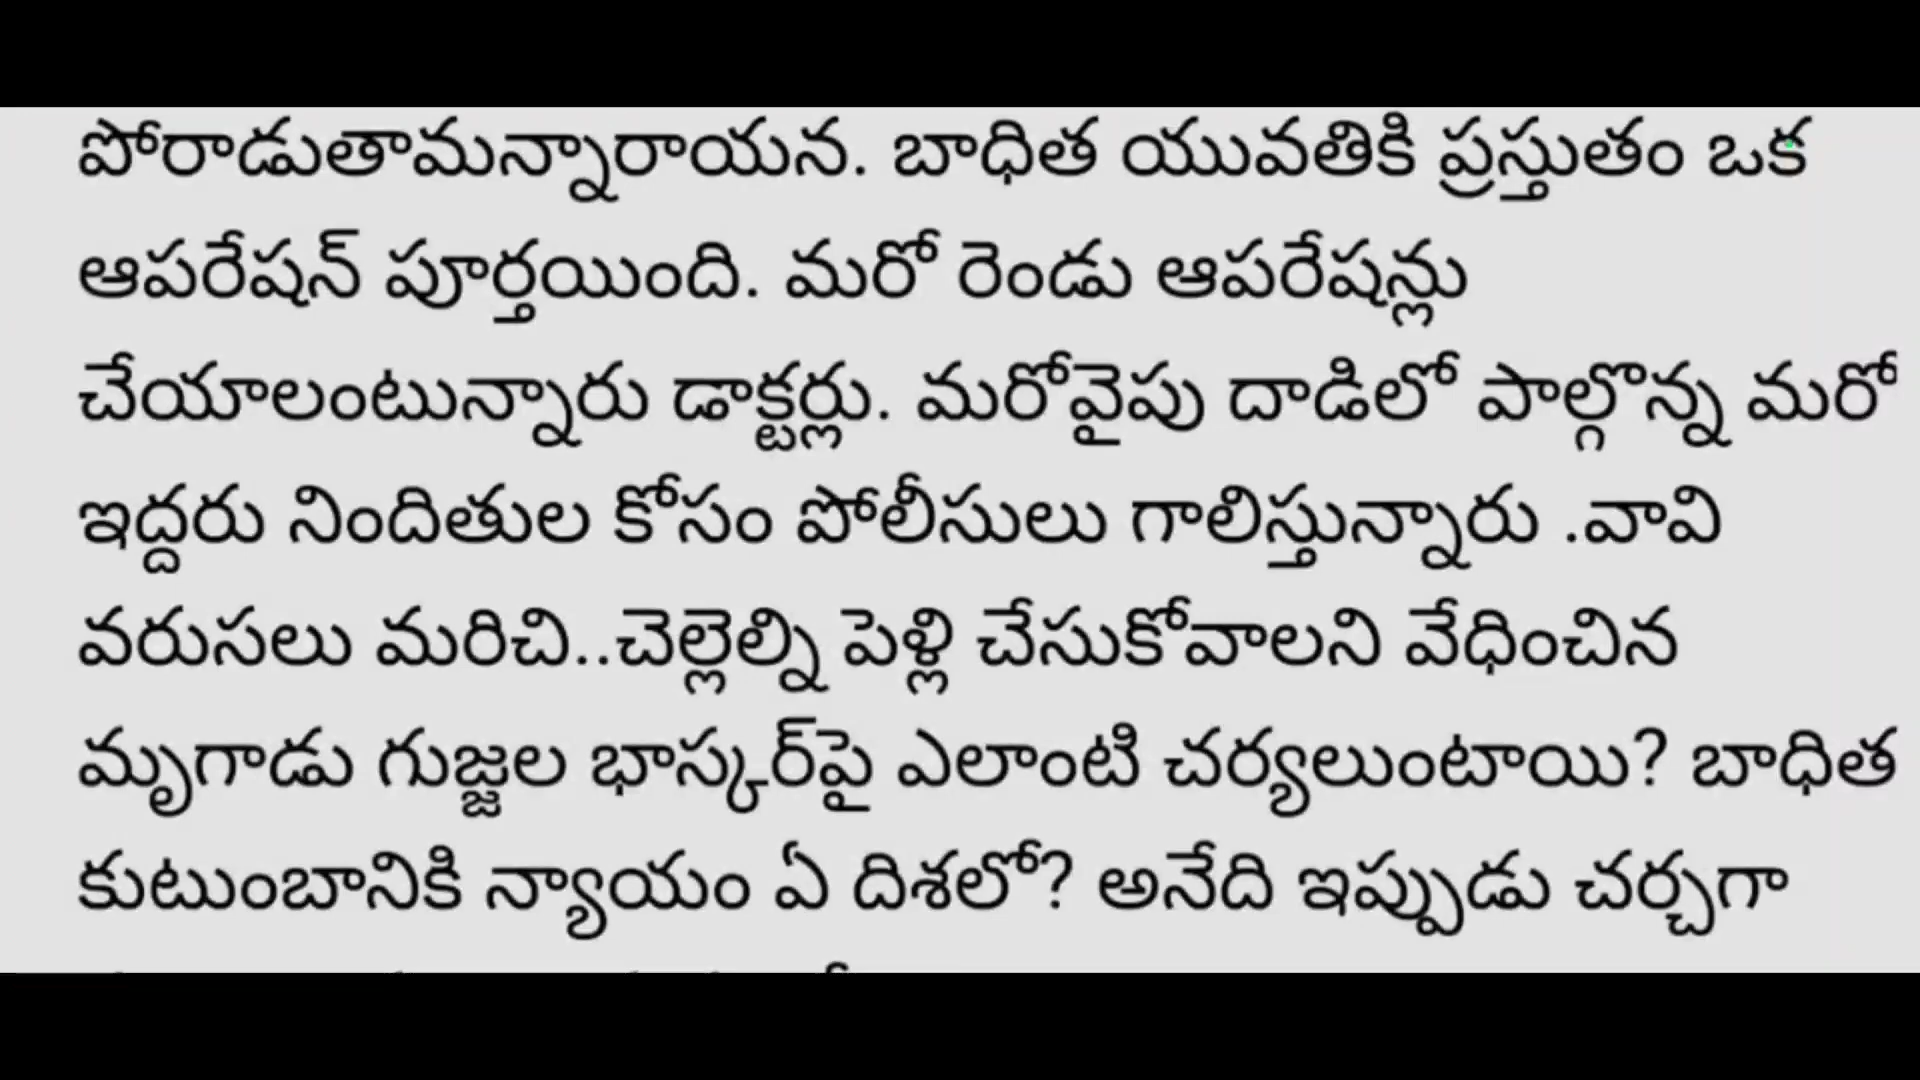 పోరాడుతామన్నారాయన. బాధిత యువతికి ప్రస్తుతం ఒక
ఆపరేషన్ పూర్తయింది. మరో రెండు ఆపరేషన్లు
చేయాలంటున్నారు డాక్టర్లు. మరోవైపు దాడిలో పాల్గొన్న మరో
ఇద్దరు నిందితుల కోసం పోలీసులు గాలిస్తున్నారు .వావి
వరుసలు మరిచి..చెల్లెల్ని పెళ్లి చేసుకోవాలని వేధించిన
మృగాడు గుజ్జల భాస్కర్‌పై ఎలాంటి చర్యలుంటాయి? బాధిత
కుటుంబానికి న్యాయం ఏ దిశలో? అనేది ఇప్పుడు చర్చగా